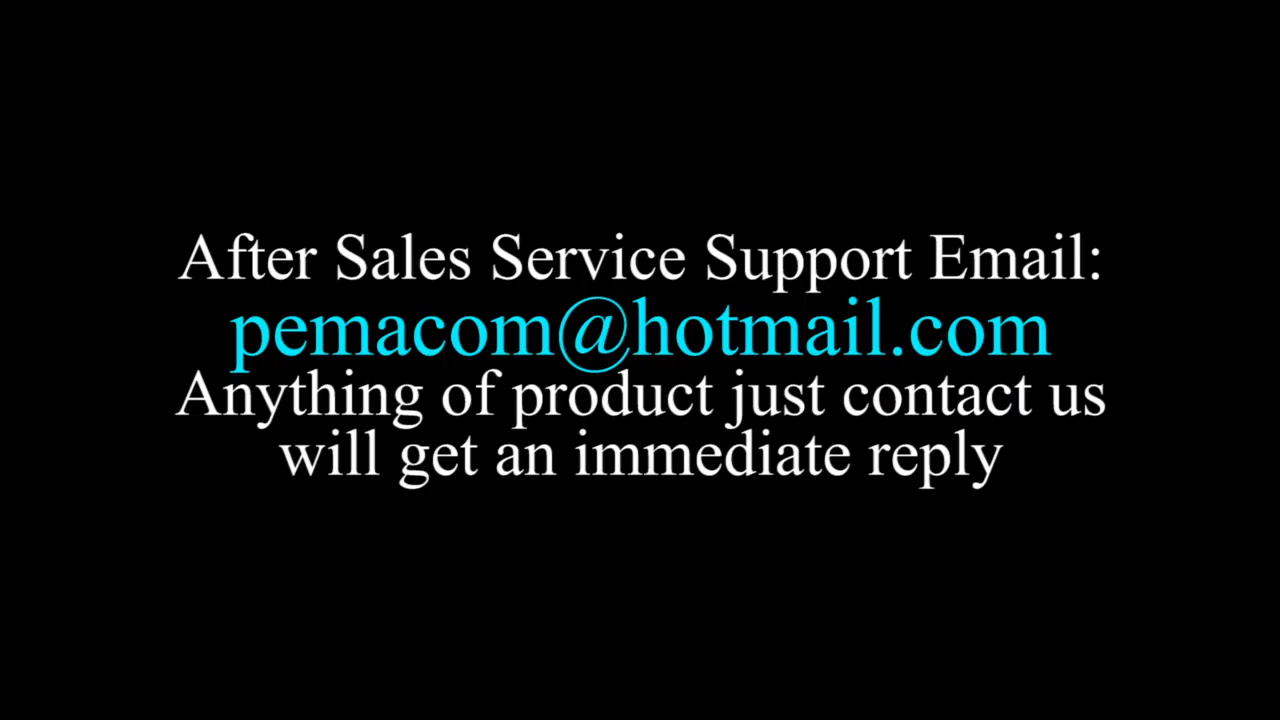 After Sales Service Support Email:
pemacom@hotmail.com
Anything of product just contact us
will get an immediate reply